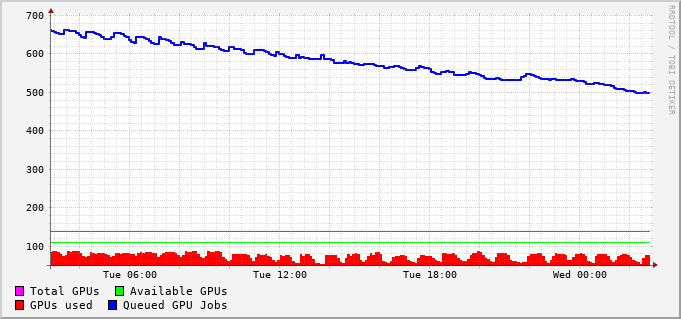 700
600
500
400
300
200
100
Tue 06:00 Tue 12:00 Tue 18:00 Wed 00:00
Total GPUs Available GPUs
GPUs used Queued GPU Jobs
RRDTOOL / TOBI OETIKER